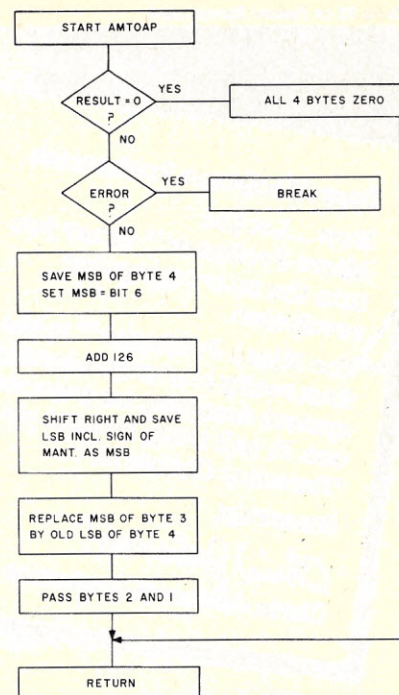 START AMTOAP
RESULT = 0
?
YES
ALL 4 BYTES ZERO
NO
ERROR
?
YES
BREAK
NO
SAVE MSB OF BYTE 4
SET MSB = BIT 6
ADD 126
SHIFT RIGHT AND SAVE
LSB INCL. SIGN OF
MANT. AS MSB
REPLACE MSB OF BYTE 3
BY OLD LSB OF BYTE 4
PASS BYTES 2 AND 1
RETURN